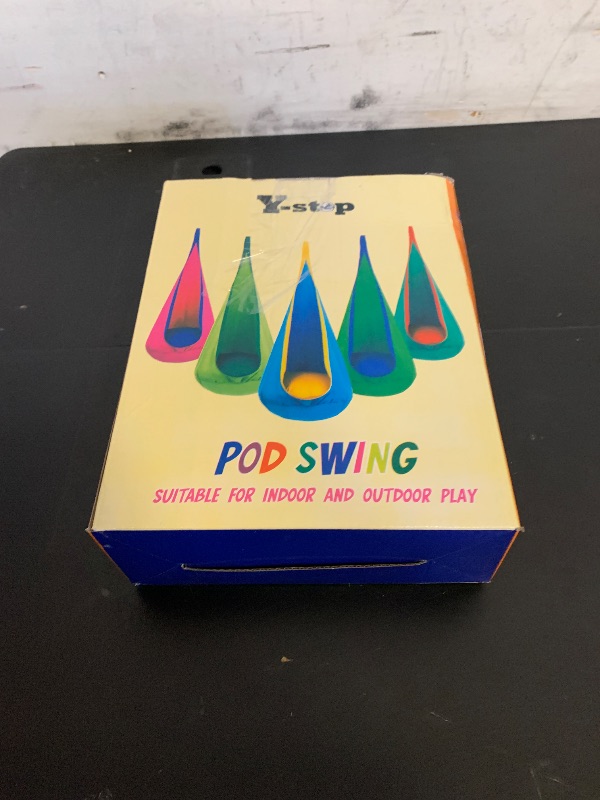 Y-stop
POD SWING
SUITABLE FOR INDOOR AND OUTDOOR PLAY